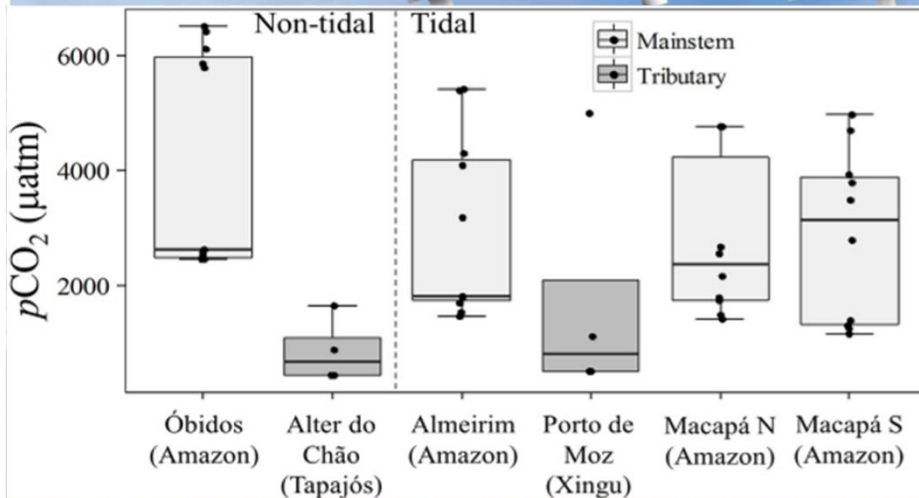 Non-tidal
Tidal
Mainstem
Tributary
pCO₂ (μatm)
6000
4000
2000
Óbidos
(Amazon)
Alter do
Chão
(Tapajós)
Almeirim
(Amazon)
Porto de
Moz
(Xingu)
Macapá N
(Amazon)
Macapá S
(Amazon)